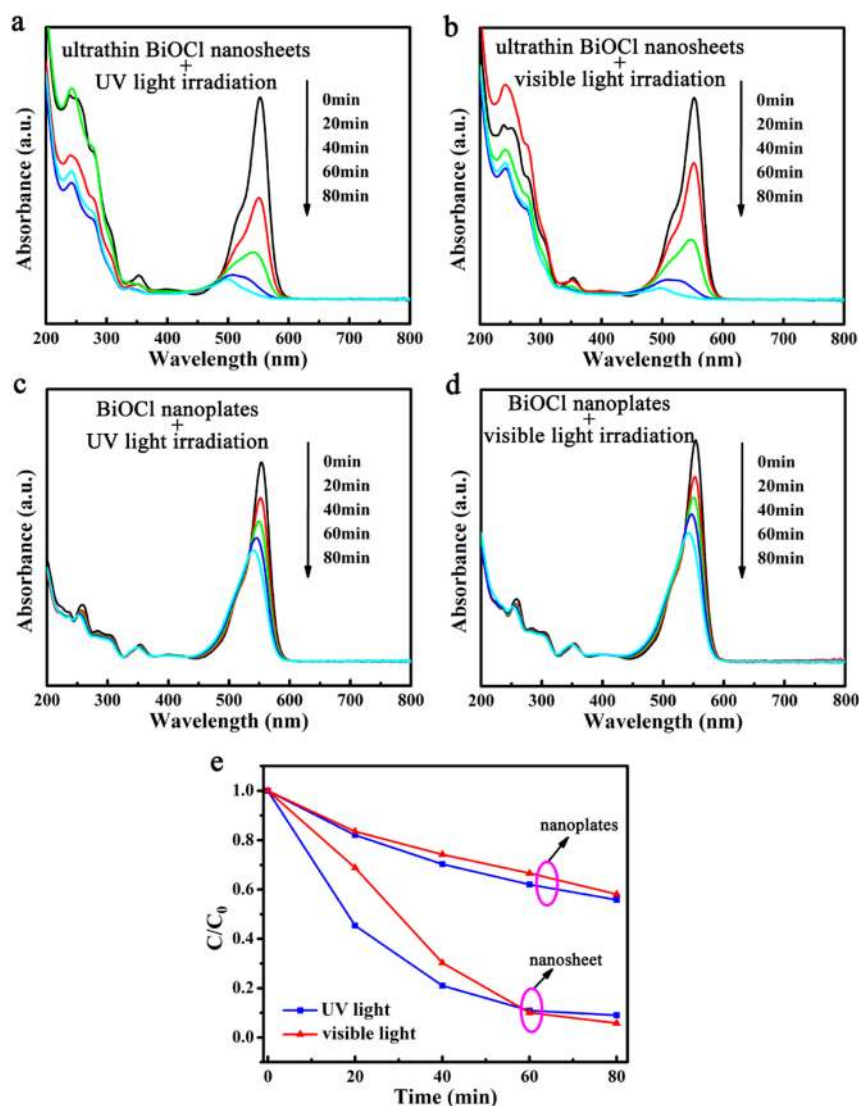 a
ultrathin BiOCl nanosheets
+
UV light irradiation
0min
20min
40min
60min
80min
Absorbance (a.u.)
200 300 400 500 600 700 800
Wavelength (nm)
b
ultrathin BiOCl nanosheets
+
visible light irradiation
0min
20min
40min
60min
80min
Absorbance (a.u.)
200 300 400 500 600 700 800
Wavelength (nm)
c
BiOCl nanoplates
+
UV light irradiation
0min
20min
40min
60min
80min
Absorbance (a.u.)
200 300 400 500 600 700 800
Wavelength (nm)
d
BiOCl nanoplates
+
visible light irradiation
0min
20min
40min
60min
80min
Absorbance (a.u.)
200 300 400 500 600 700 800
Wavelength (nm)
e
1.0
0.8
0.6
0.4
0.2
0.0
C/C0
nanoplates
nanosheet
UV light
visible light
0 20 40 60 80
Time (min)